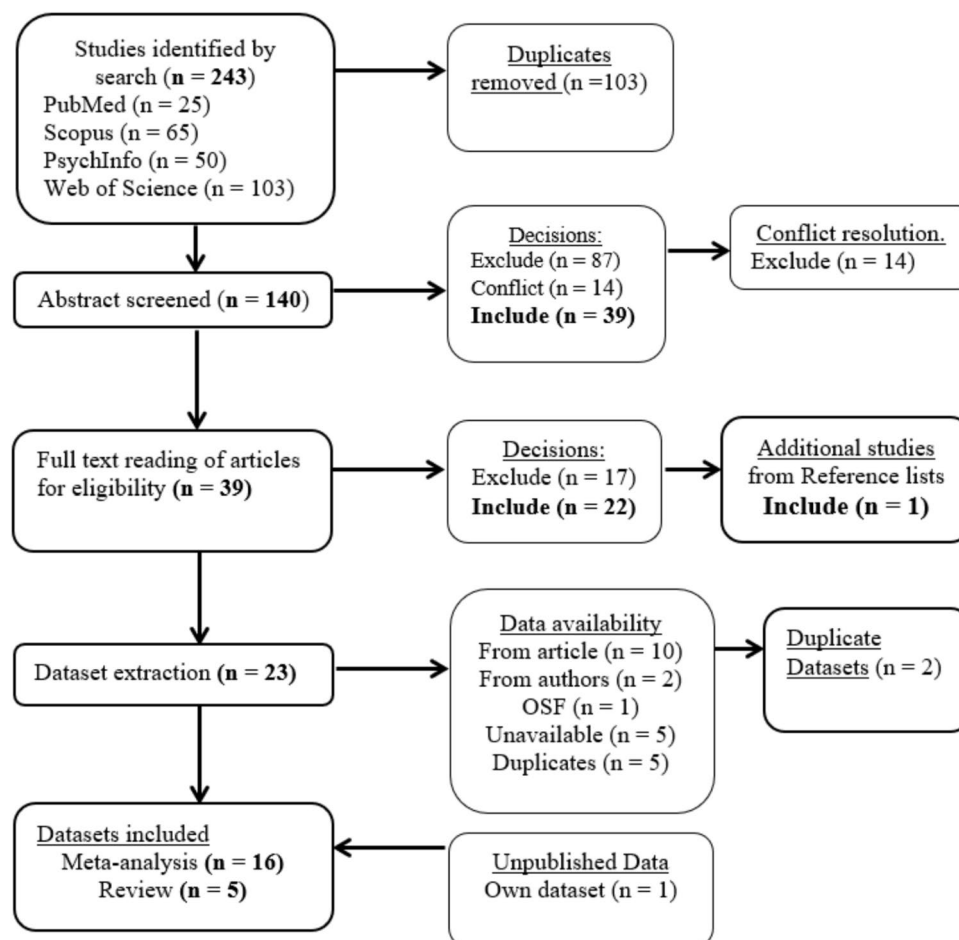 Studies identified by
search (n = 243)
PubMed (n = 25)
Scopus (n = 65)
PsychInfo (n = 50)
Web of Science (n = 103)
Duplicates
removed (n =103)
Abstract screened (n = 140)
Decisions:
Exclude (n = 87)
Conflict (n = 14)
Include (n = 39)
Conflict resolution.
Exclude (n = 14)
Full text reading of articles
for eligibility (n = 39)
Decisions:
Exclude (n = 17)
Include (n = 22)
Additional studies
from Reference lists
Include (n = 1)
Dataset extraction (n = 23)
Data availability
From article (n = 10)
From authors (n = 2)
OSF (n = 1)
Unavailable (n = 5)
Duplicates (n = 5)
Duplicate
Datasets (n = 2)
Datasets included
Meta-analysis (n = 16)
Review (n = 5)
Unpublished Data
Own dataset (n = 1)